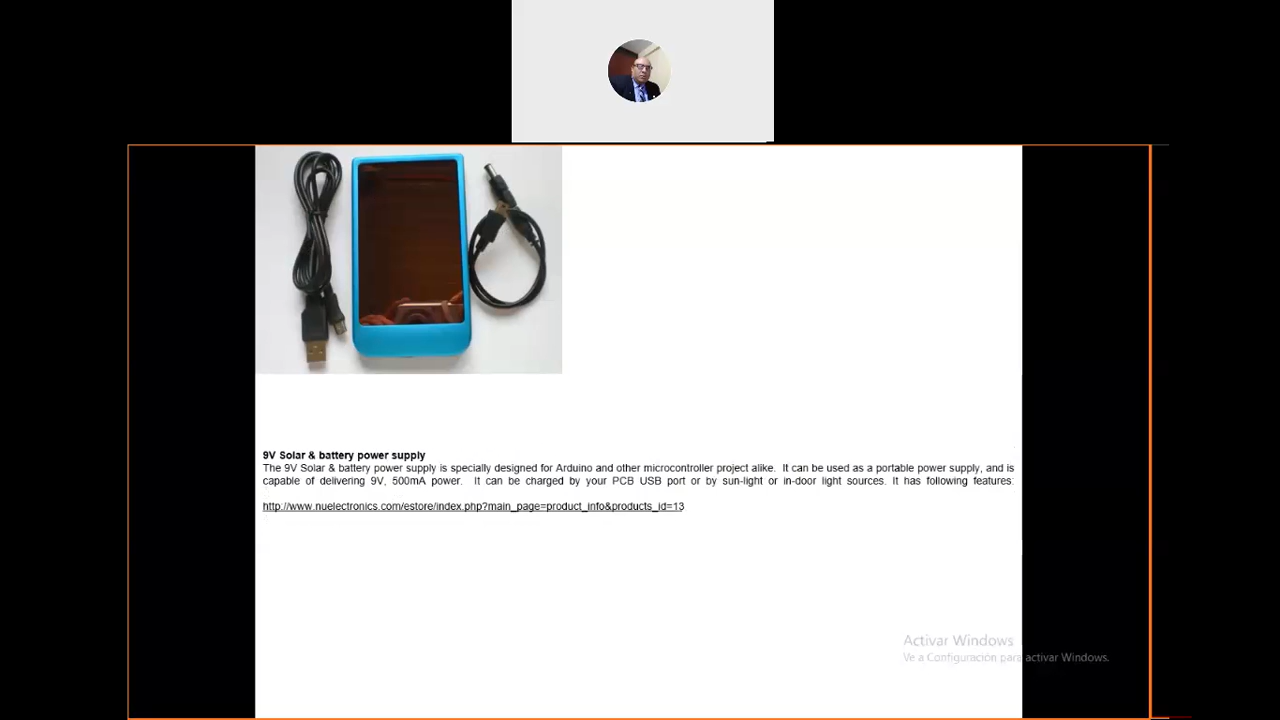 9V Solar & battery power supply
The 9V Solar & battery power supply is specially designed for Arduino and other microcontroller project alike. It can be used as a portable power supply, and is
capable of delivering 9V, 500mA power. It can be charged by your PCB USB port or by sun-light or in-door light sources. It has following features:
http://www.nuelectronics.com/estore/index.php?main_page=product_info&products_id=13
Activar Windows
Ve a Configuración para activar Windows.